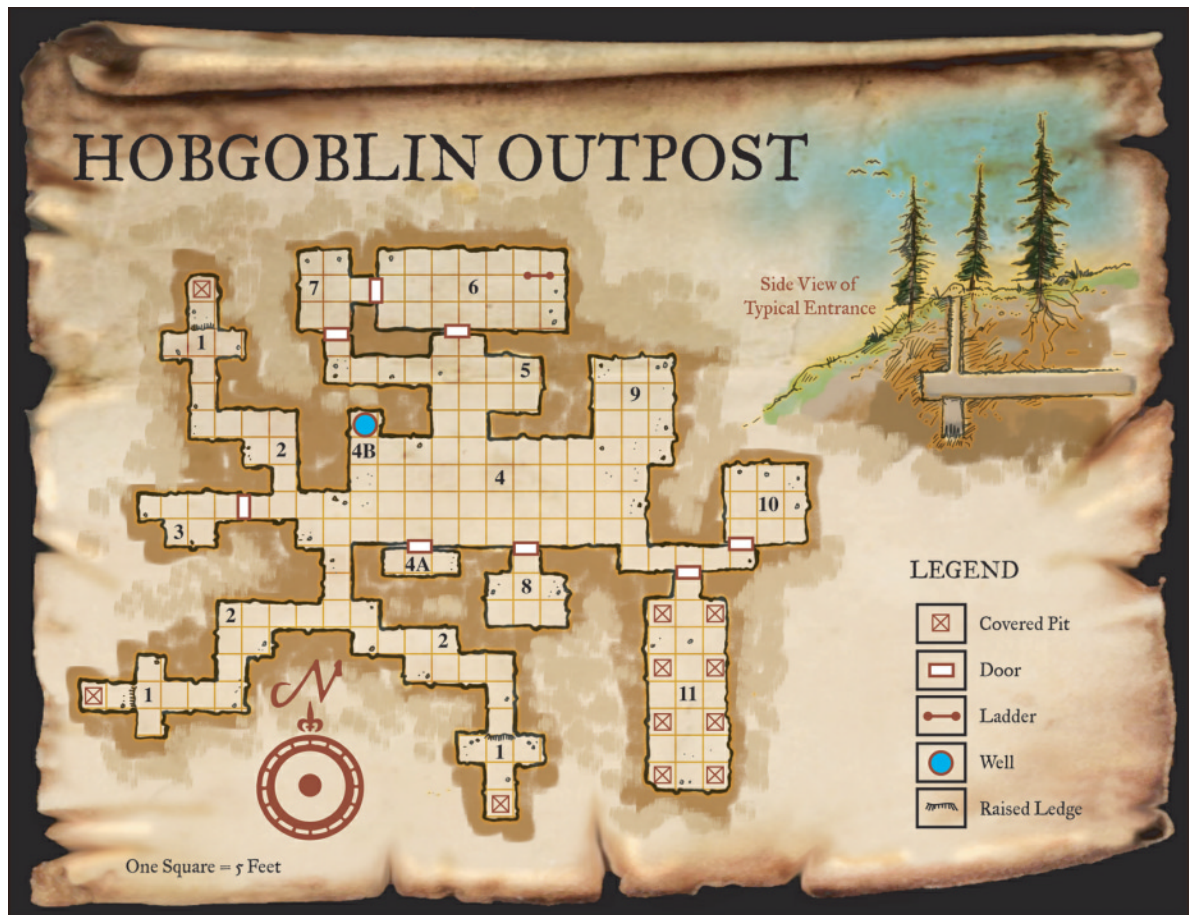 HOBGOBLIN OUTPOST
Side View of
Typical Entrance
7
6
1
5
9
2
4B
4
10
3
4A
8
2
2
1
11
1
N
LEGEND
Covered Pit
Door
Ladder
Well
Raised Ledge
One Square = 5 Feet